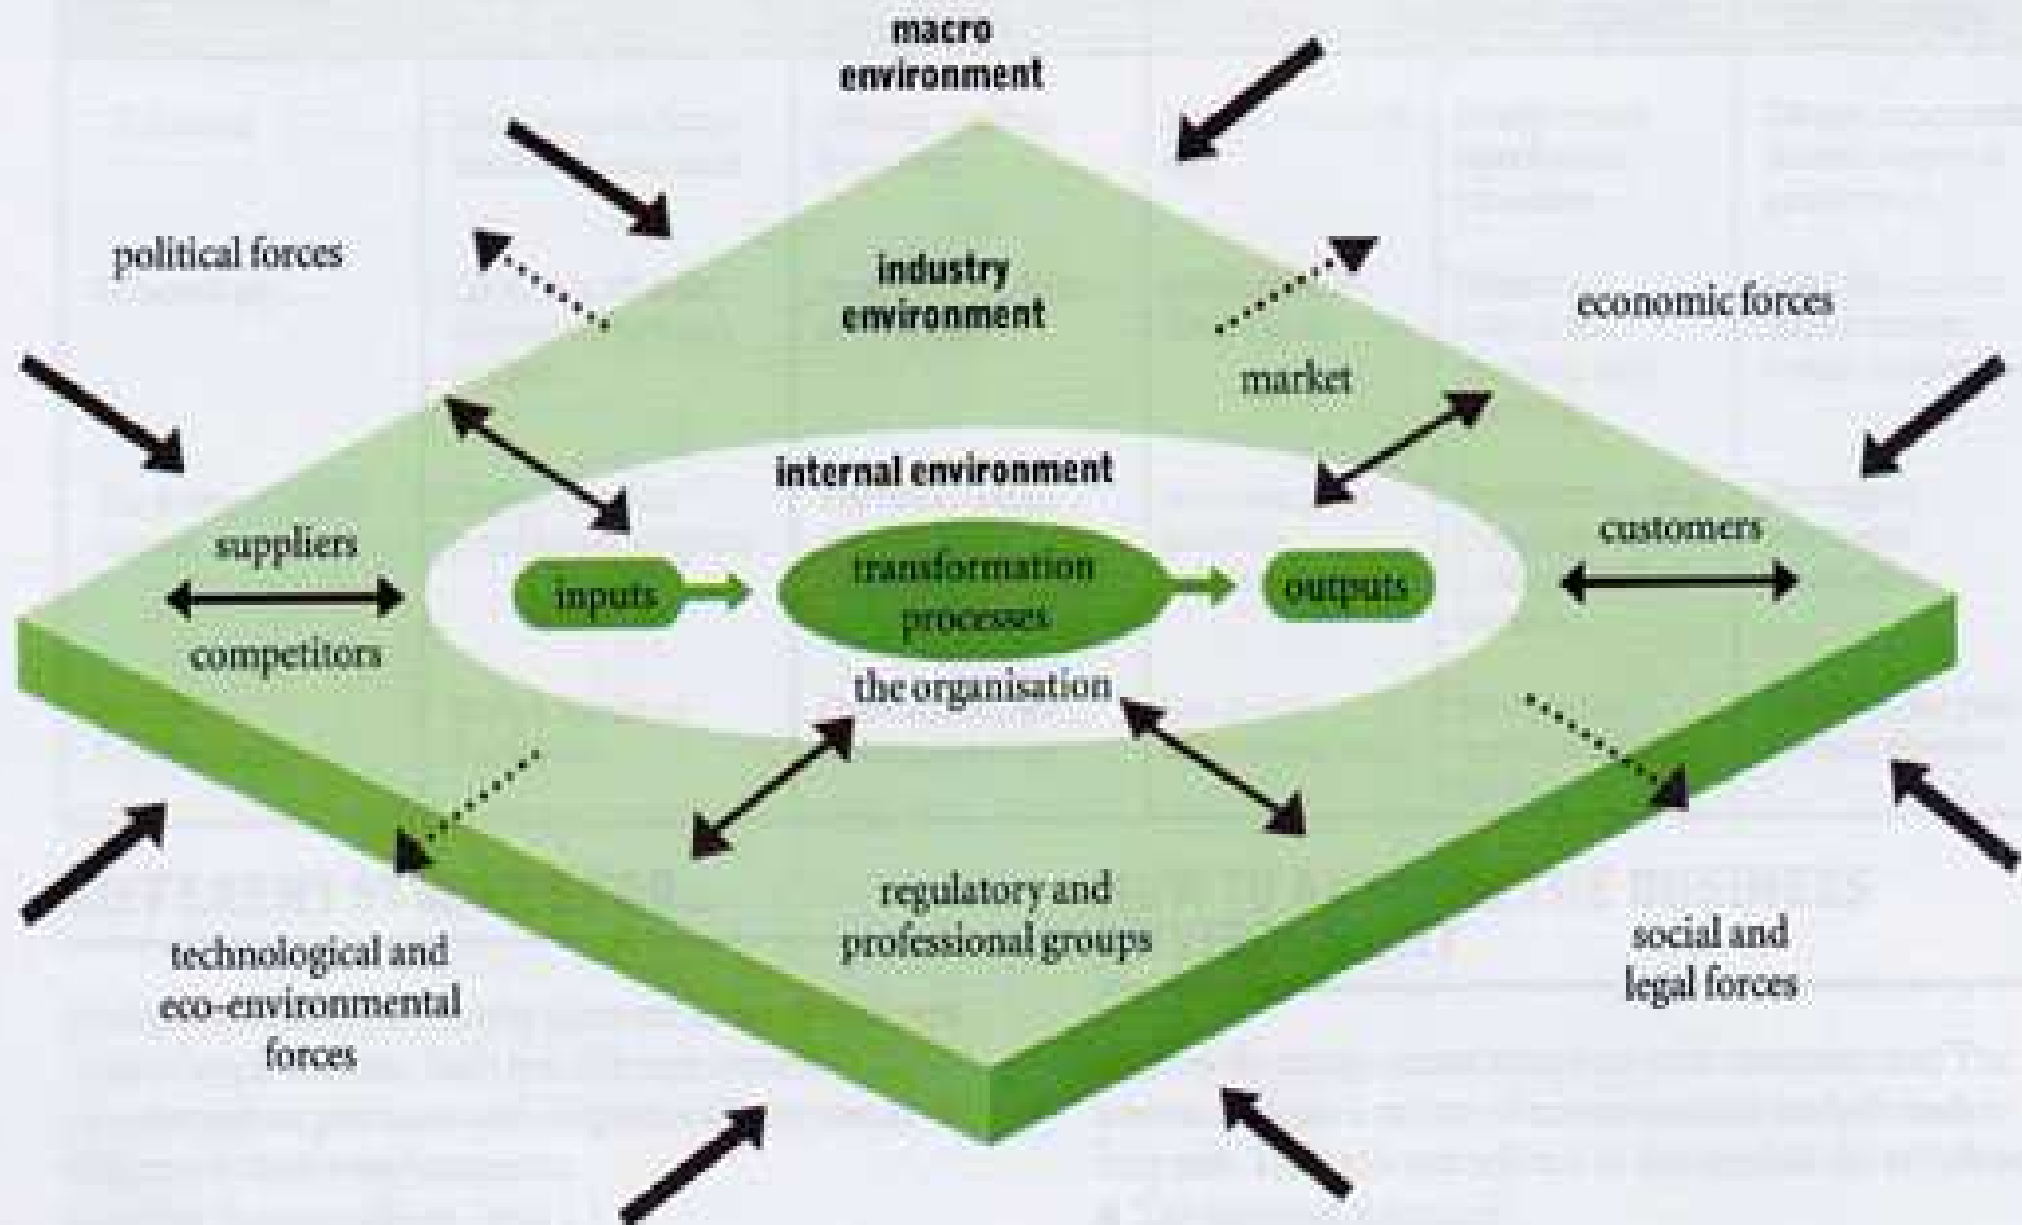 macro
environment
political forces
industry
environment
economic forces
market
internal environment
suppliers
customers
inputs
transformation
processes
outputs
competitors
the organisation
regulatory and
professional groups
technological and
eco-environmental
forces
social and
legal forces